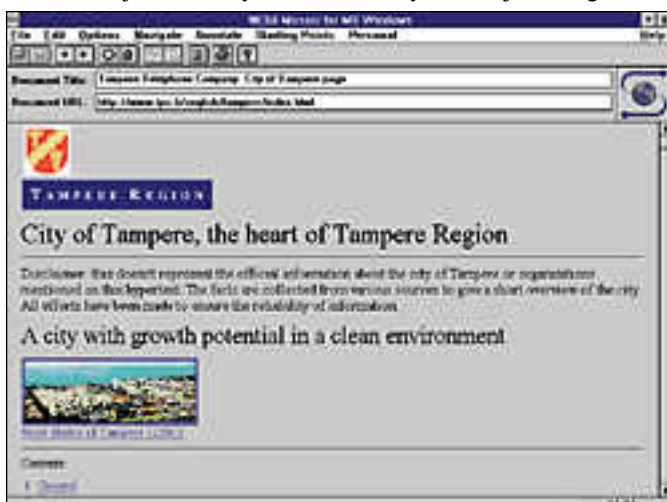 NCSA Mosaic for MS Windows
File Edit Options Navigate Annotate Starting Points Personal Help
Document Title: Tampere Telephone Company: City of Tampere page
Document URL:
TAMPERE REGION
City of Tampere, the heart of Tampere Region
Disclaimer: this doesn't represent the official information about the city of Tampere or organizations
mentioned in this hypertext. The facts are collected from various sources to give a short overview of the city.
All efforts have been made to ensure the reliability of information.
A city with growth potential in a clean environment
of Tampere
Contents
General